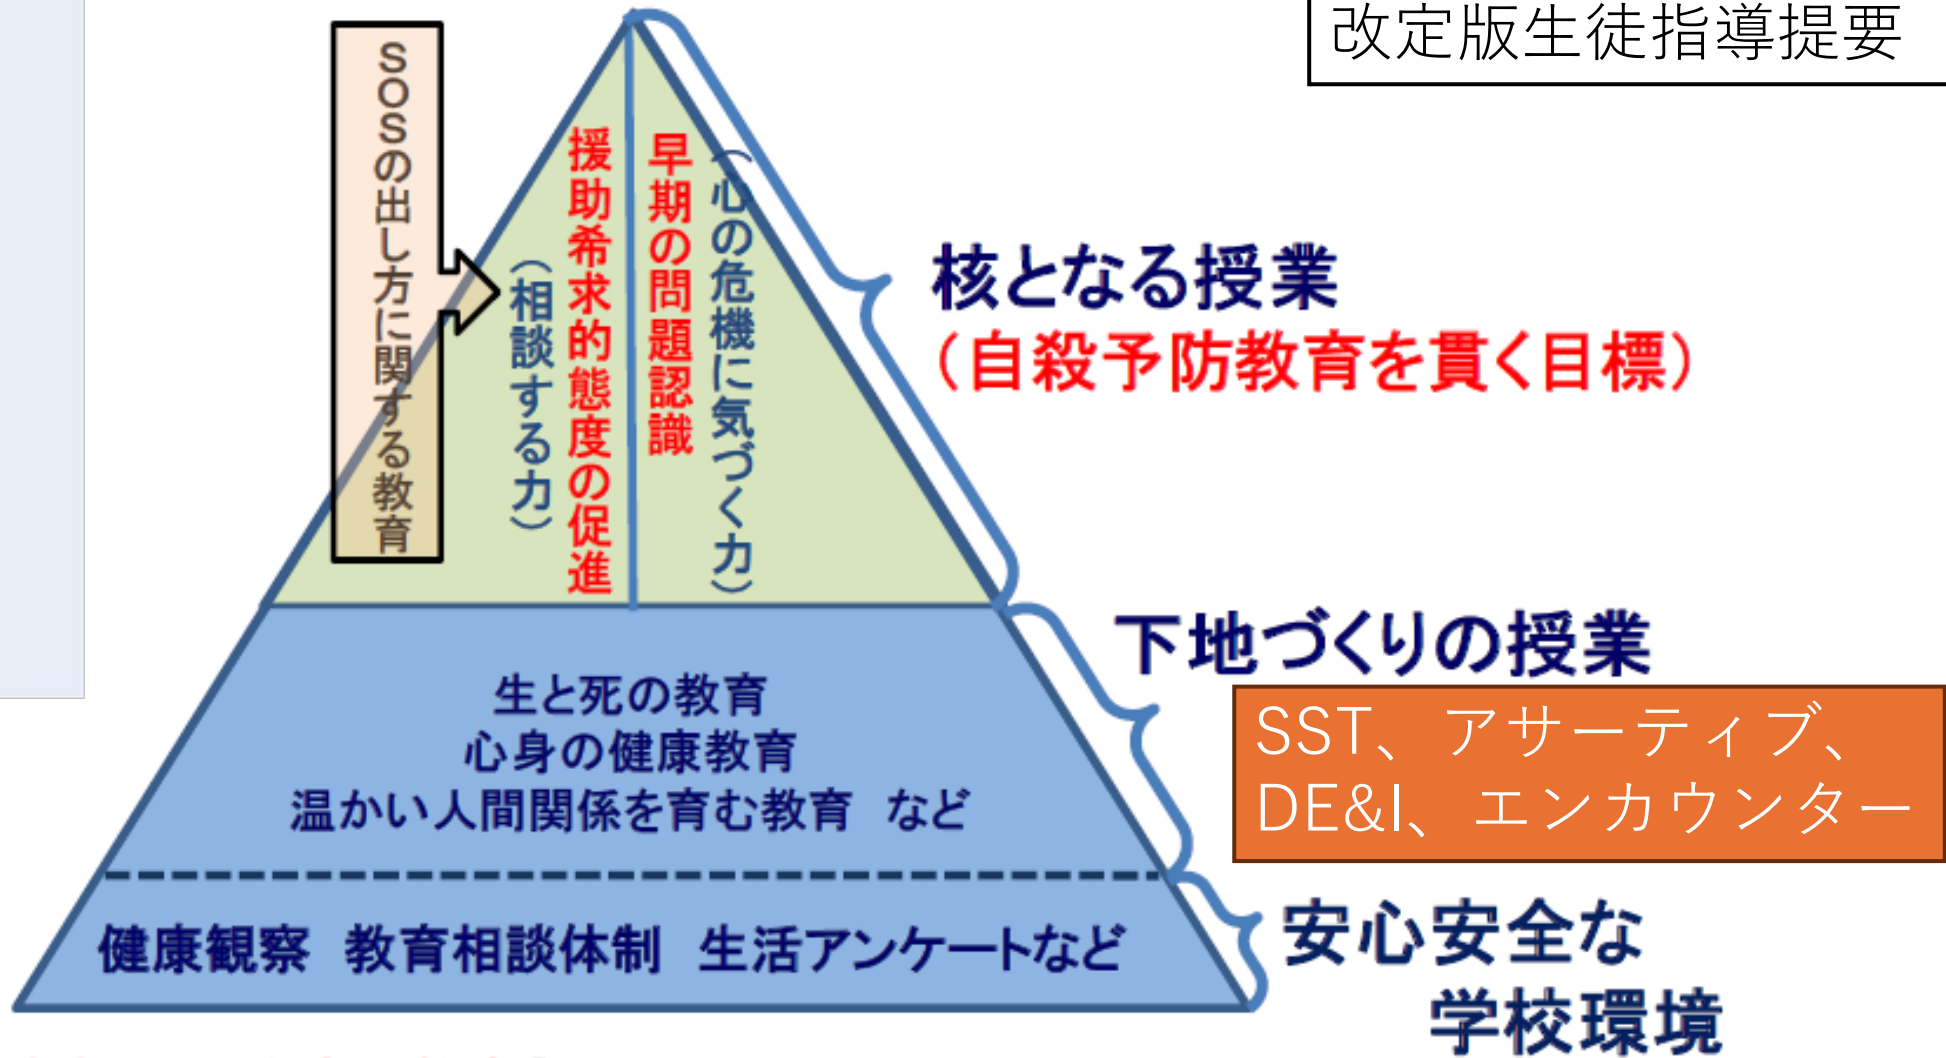 改定版生徒指導提要
SOSの出し方に関する教育
(相談する力)
援助希求的態度の促進
早期の問題認識
(心の危機に気づく力)
核となる授業
(自殺予防教育を貫く目標)
下地づくりの授業
生と死の教育
心身の健康教育
温かい人間関係を育む教育 など
SST、アサーティブ、
DE&I、エンカウンター
健康観察 教育相談体制 生活アンケートなど
安心安全な
学校環境